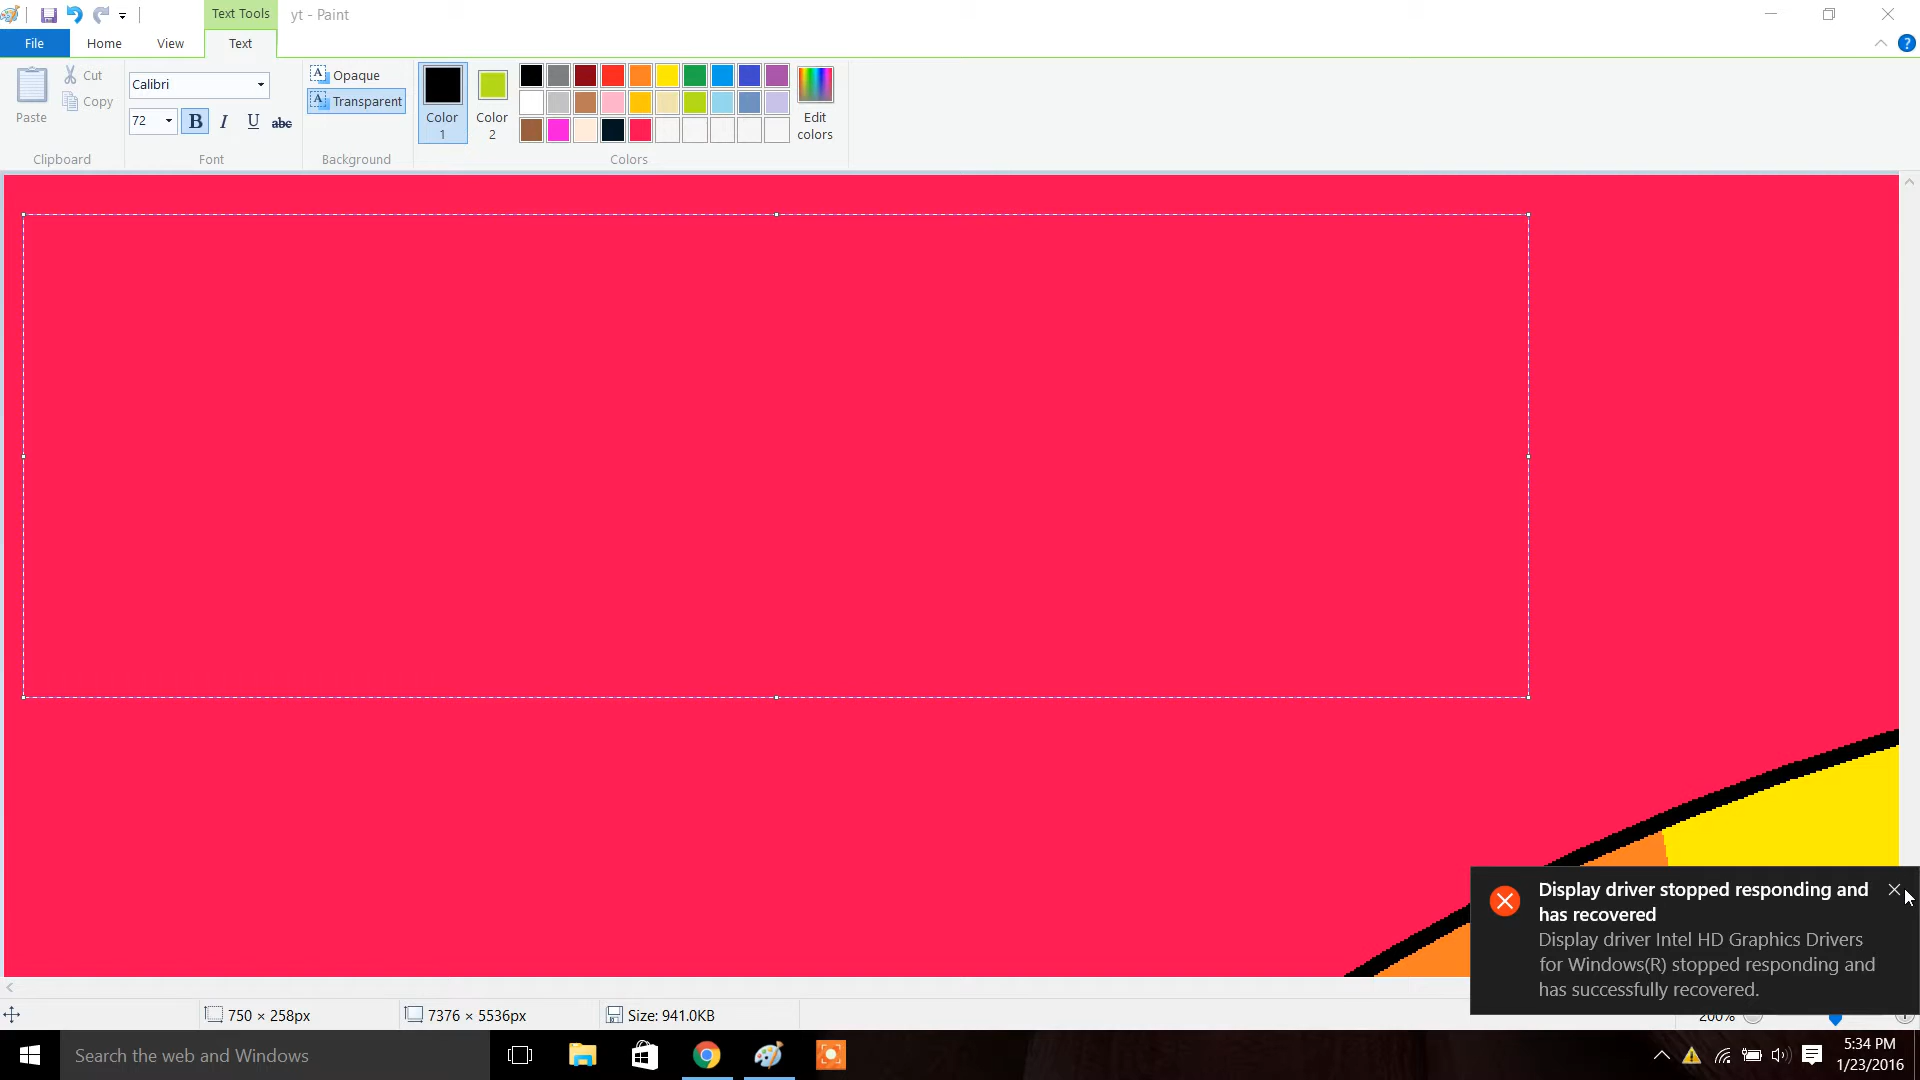 Text Tools
yt - Paint
File
Home
View
Text
Paste
Cut
Copy
Clipboard
Calibri
72
B I U abc
Font
Opaque
Transparent
Background
Color
1
Color
2
Edit
colors
Colors
Display driver stopped responding and
has recovered
Display driver Intel HD Graphics Drivers
for Windows(R) stopped responding and
has successfully recovered.
750 × 258px
7376 × 5536px
Size: 941.0KB
200%
Search the web and Windows
5:34 PM
1/23/2016